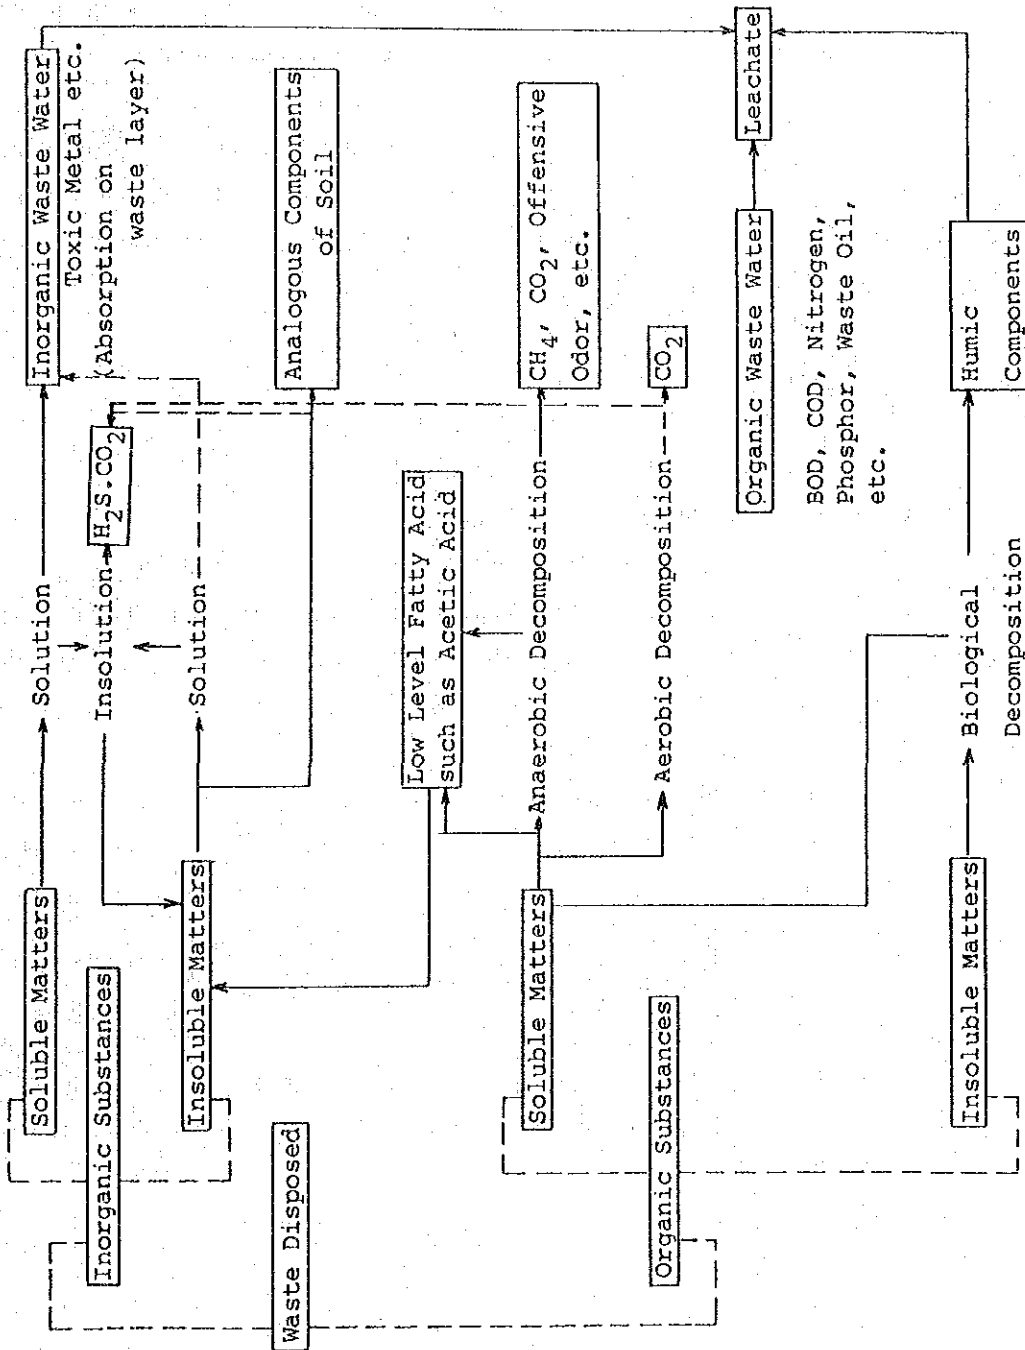 Waste Disposed
Inorganic Substances
Organic Substances
Soluble Matters
Insoluble Matters
Soluble Matters
Insoluble Matters
Solution
Insolution
Solution
H₂S.CO₂
Low Level Fatty Acid
such as Acetic Acid
Anaerobic Decomposition
Aerobic Decomposition
Biological
Decomposition
Inorganic Waste Water
Toxic Metal etc.
(Absorption on
waste layer)
Analogous Components
of Soil
CH₄, CO₂, Offensive
Odor, etc.
CO₂
Organic Waste Water
BOD, COD, Nitrogen,
Phosphor, Waste Oil,
etc.
Humic
Components
Leachate